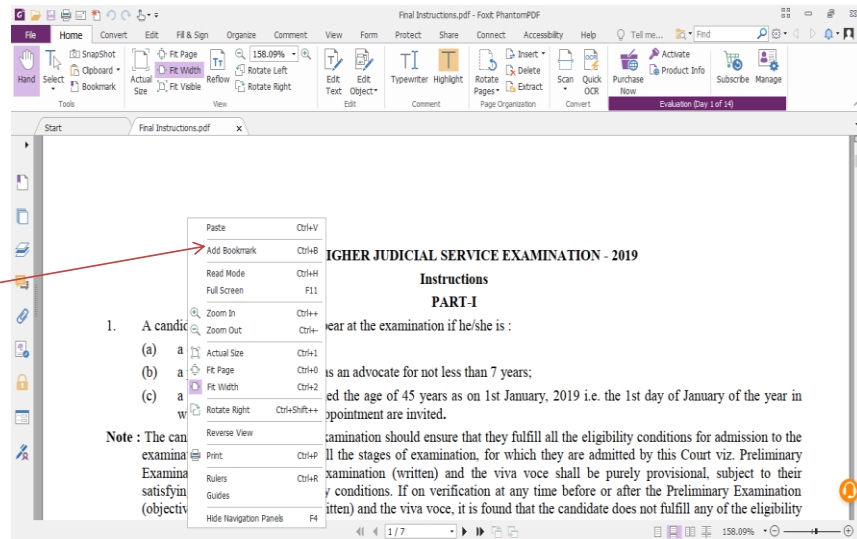 Final Instructions.pdf - Foxit PhantomPDF
File Home Convert Edit Fill & Sign Organize Comment View Form Protect Share Connect Accessibility Help Tell me... Find
Hand
Select
SnapShot
Clipboard
Bookmark
Tools
Actual Size
Fit Page
Fit Width
Fit Visible
Reflow
158.09%
Rotate Left
Rotate Right
View
Edit Text
Edit Object
Edit
Typewriter
Highlight
Comment
Rotate Pages
Insert
Delete
Extract
Page Organization
Scan
Quick OCR
Convert
Purchase Now
Activate
Product Info
Subscribe
Manage
Evaluation (Day 1 of 14)
Start
Final Instructions.pdf x
Paste Ctrl+V
Add Bookmark Ctrl+B
Read Mode Ctrl+H
Full Screen F11
Zoom In Ctrl++
Zoom Out Ctrl+-
Actual Size Ctrl+1
Fit Page Ctrl+0
Fit Width Ctrl+2
Rotate Right Ctrl+Shift++
Reverse View
Print Ctrl+P
Rulers Ctrl+R
Guides
Hide Navigation Panels F4
IGHER JUDICIAL SERVICE EXAMINATION - 2019
Instructions
PART-I
1. A candid ear at the examination if he/she is :
(a) a
(b) a as an advocate for not less than 7 years;
(c) a ed the age of 45 years as on 1st January, 2019 i.e. the 1st day of January of the year in
w ppointment are invited.
Note : The can xamination should ensure that they fulfill all the eligibility conditions for admission to the
examina ll the stages of examination, for which they are admitted by this Court viz. Preliminary
Examina xamination (written) and the viva voce shall be purely provisional, subject to their
satisfyin y conditions. If on verification at any time before or after the Preliminary Examination
(objectiv itten) and the viva voce, it is found that the candidate does not fulfill any of the eligibility
1 / 7
158.09%